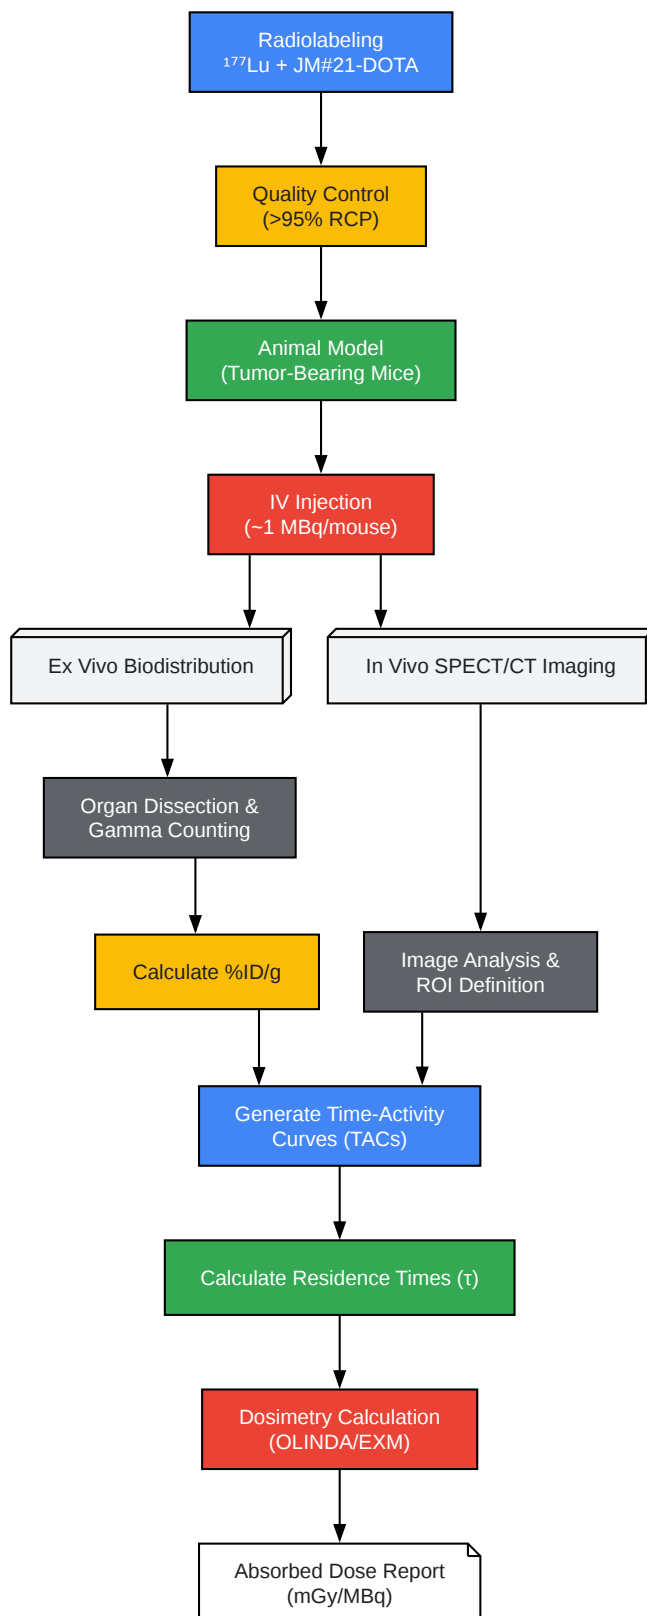 Radiolabeling
¹⁷⁷Lu + JM#21-DOTA
Quality Control
(>95% RCP)
Animal Model
(Tumor-Bearing Mice)
IV Injection
(~1 MBq/mouse)
Ex Vivo Biodistribution
In Vivo SPECT/CT Imaging
Organ Dissection &
Gamma Counting
Calculate %ID/g
Image Analysis &
ROI Definition
Generate Time-Activity
Curves (TACs)
Calculate Residence Times (τ)
Dosimetry Calculation
(OLINDA/EXM)
Absorbed Dose Report
(mGy/MBq)